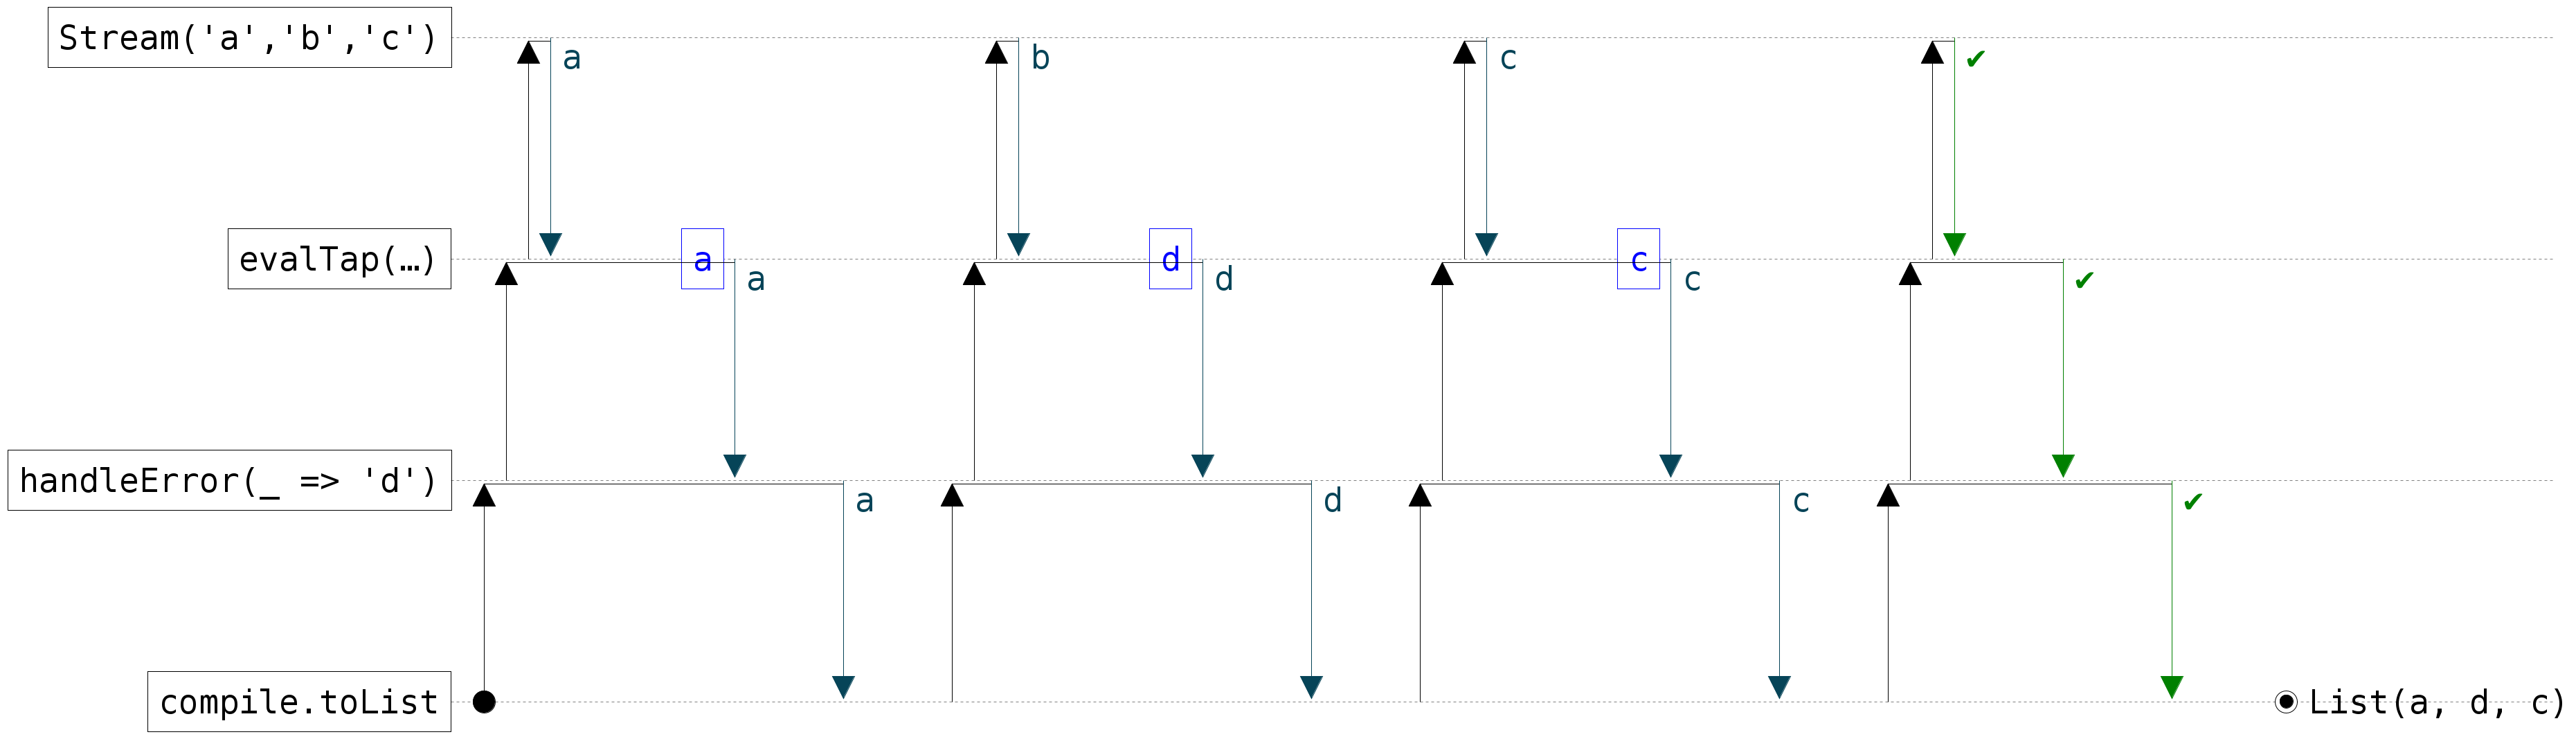 Stream('a','b','c')
a
b
c
✔
evalTap(…)
a
a
d
d
c
c
✔
handleError(_ => 'd')
a
d
c
✔
compile.toList
List(a, d, c)